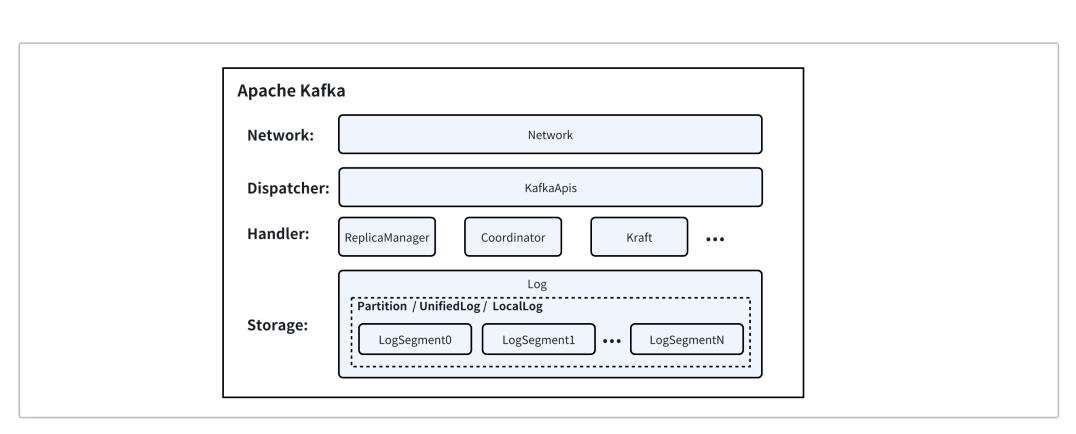 Apache Kafka
Network: Network
Dispatcher: KafkaApis
Handler: ReplicaManager Coordinator Kraft •••
Log
Partition / UnifiedLog / LocalLog
Storage: LogSegment0 LogSegment1 ••• LogSegmentN